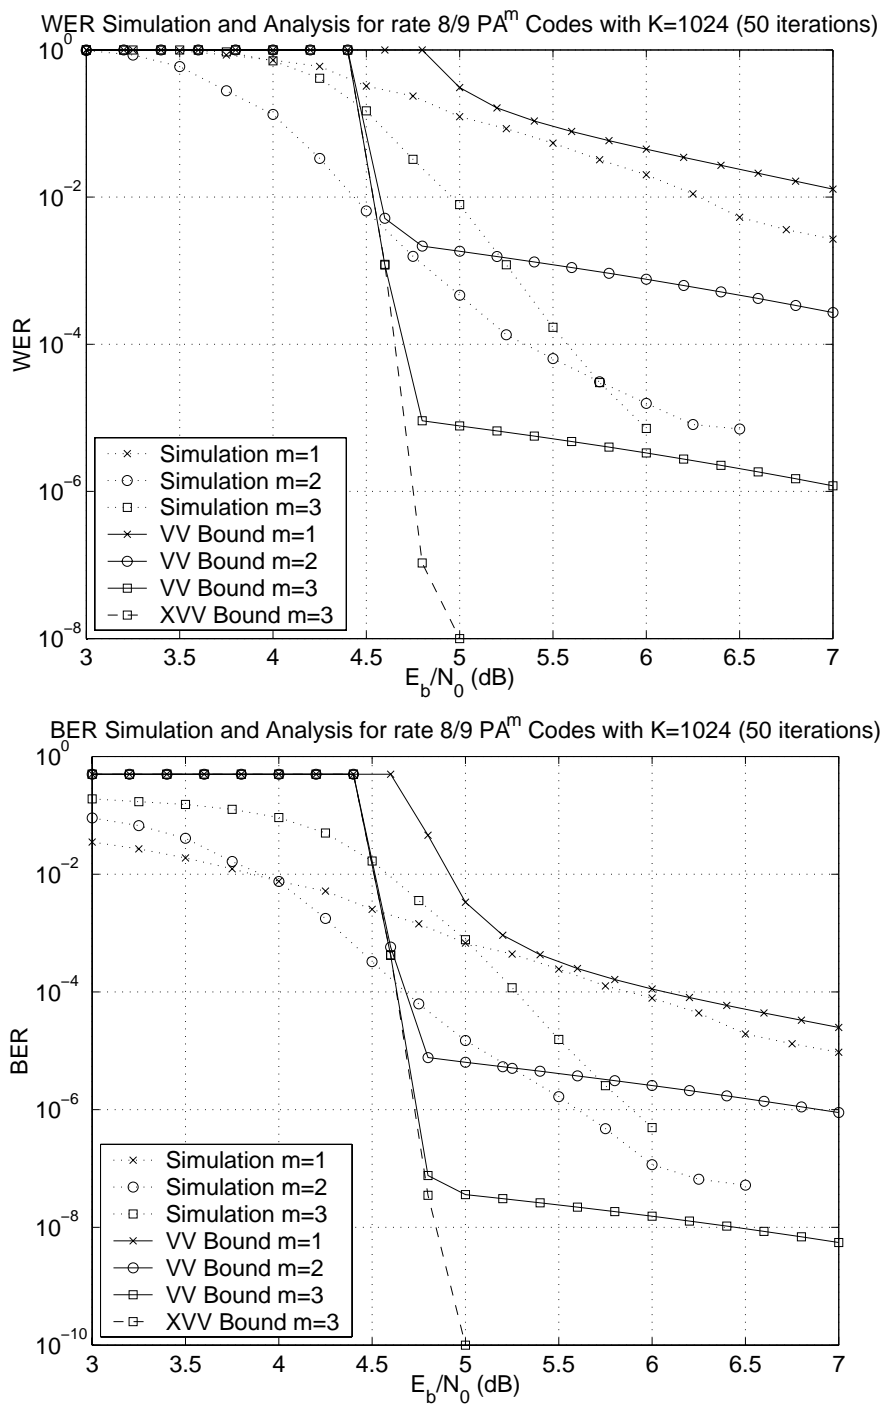 WER Simulation and Analysis for rate 8/9 PA^m Codes with K=1024 (50 iterations)
10^0
10^-2
10^-4
10^-6
10^-8
WER
Simulation m=1
Simulation m=2
Simulation m=3
VV Bound m=1
VV Bound m=2
VV Bound m=3
XVV Bound m=3
3 3.5 4 4.5 5 5.5 6 6.5 7
E_b/N_0 (dB)
BER Simulation and Analysis for rate 8/9 PA^m Codes with K=1024 (50 iterations)
10^0
10^-2
10^-4
10^-6
10^-8
10^-10
BER
Simulation m=1
Simulation m=2
Simulation m=3
VV Bound m=1
VV Bound m=2
VV Bound m=3
XVV Bound m=3
3 3.5 4 4.5 5 5.5 6 6.5 7
E_b/N_0 (dB)